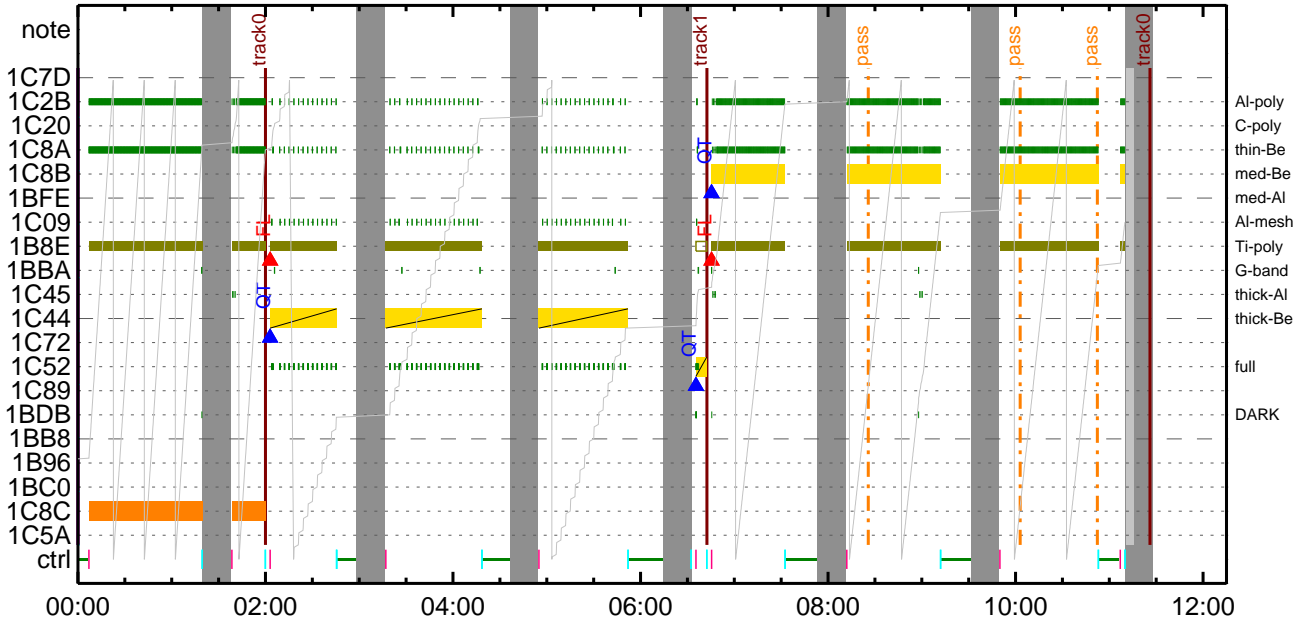 note
track0
track1
pass
pass
pass
track0
1C7D
1C2B Al-poly
1C20 C-poly
1C8A QT thin-Be
1C8B med-Be
1BFE med-Al
1C09 FL FL Al-mesh
1B8E Ti-poly
1BBA G-band
1C45 QT thick-Al
1C44 thick-Be
1C72 QT
1C52 full
1C89
1BDB DARK
1BB8
1B96
1BC0
1C8C
1C5A
ctrl
00:00 02:00 04:00 06:00 08:00 10:00 12:00